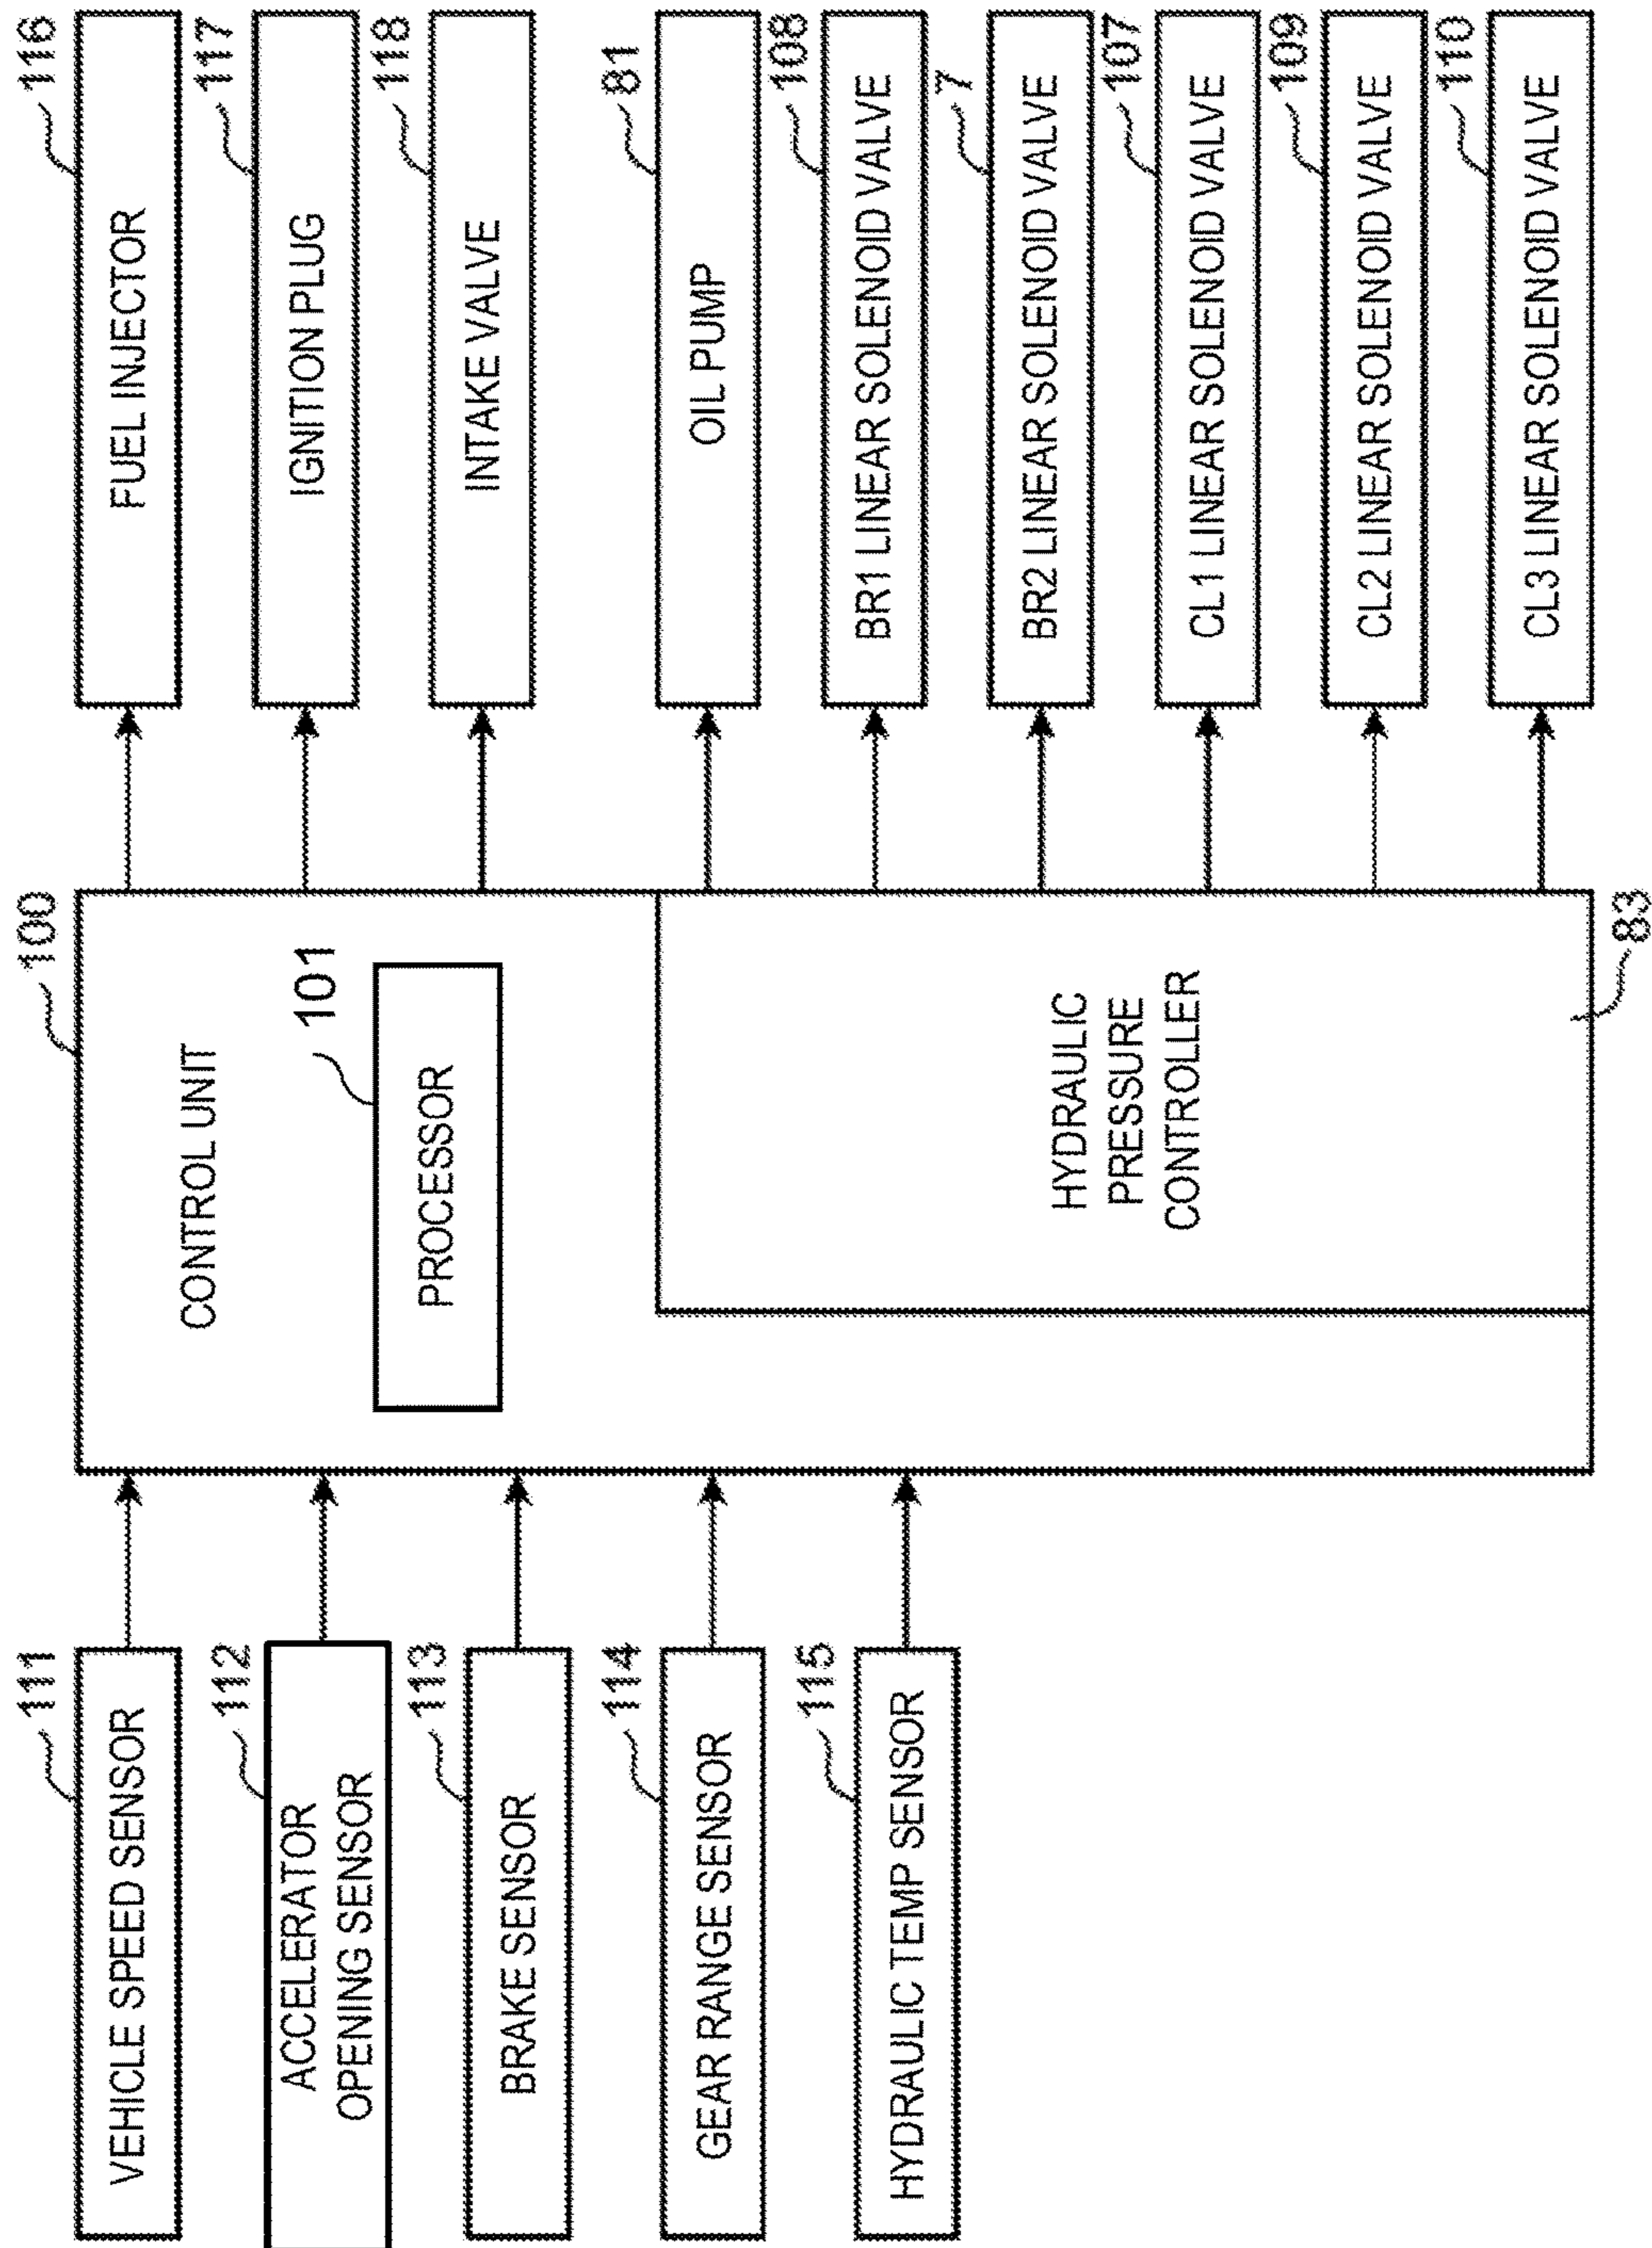 111
VEHICLE SPEED SENSOR
112
ACCELERATOR
OPENING SENSOR
113
BRAKE SENSOR
114
GEAR RANGE SENSOR
115
HYDRAULIC TEMP SENSOR
100
CONTROL UNIT
101
PROCESSOR
HYDRAULIC
PRESSURE
CONTROLLER
83
116
FUEL INJECTOR
117
IGNITION PLUG
118
INTAKE VALVE
81
OIL PUMP
108
BR1 LINEAR SOLENOID VALVE
7
BR2 LINEAR SOLENOID VALVE
107
CL1 LINEAR SOLENOID VALVE
109
CL2 LINEAR SOLENOID VALVE
110
CL3 LINEAR SOLENOID VALVE